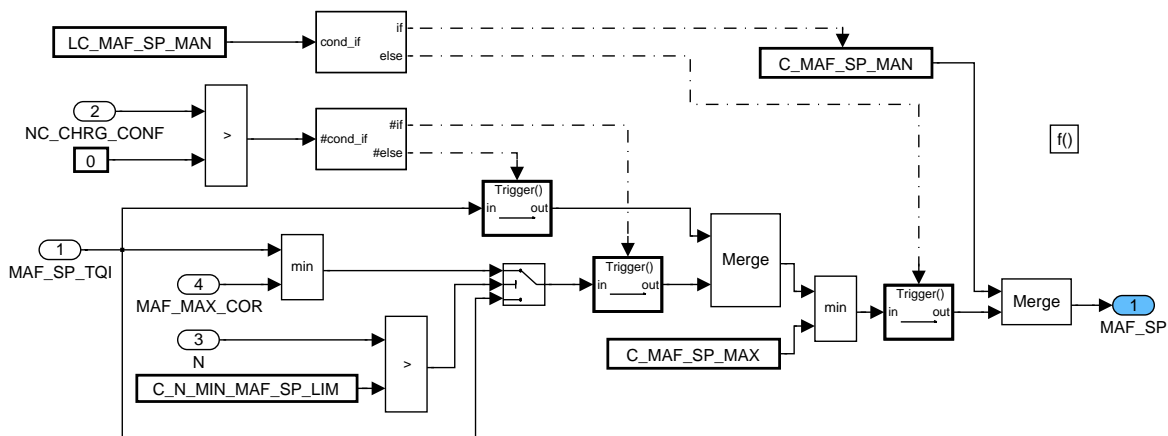 LC_MAF_SP_MAN
cond_if
if
else
C_MAF_SP_MAN
2
NC_CHRG_CONF
0
>
#cond_if
#if
#else
f()
Trigger()
in
out
1
MAF_SP_TQI
min
4
MAF_MAX_COR
Trigger()
in
out
Merge
min
Trigger()
in
out
Merge
1
MAF_SP
3
N
C_N_MIN_MAF_SP_LIM
>
C_MAF_SP_MAX